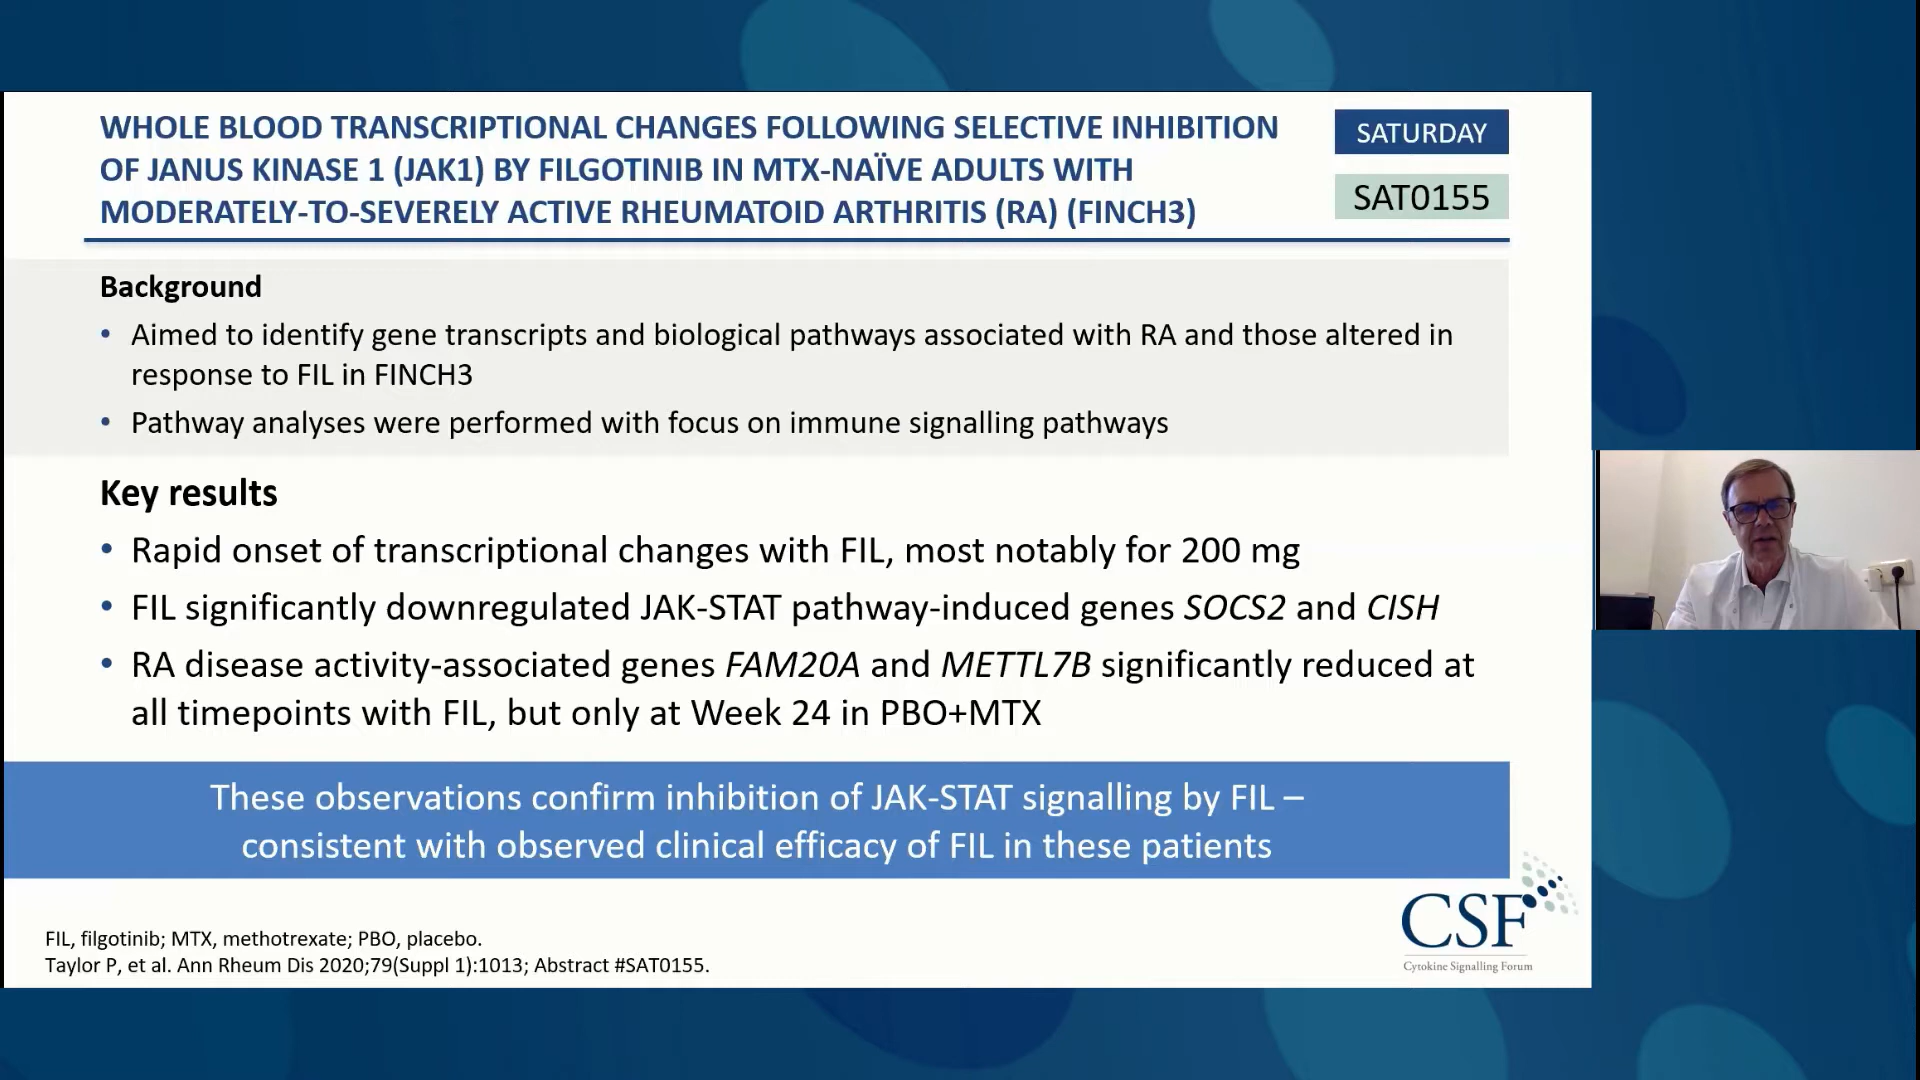 WHOLE BLOOD TRANSCRIPTIONAL CHANGES FOLLOWING SELECTIVE INHIBITION
OF JANUS KINASE 1 (JAK1) BY FILGOTINIB IN MTX-NAÏVE ADULTS WITH
MODERATELY-TO-SEVERELY ACTIVE RHEUMATOID ARTHRITIS (RA) (FINCH3)
SATURDAY
SAT0155
Background
• Aimed to identify gene transcripts and biological pathways associated with RA and those altered in
response to FIL in FINCH3
• Pathway analyses were performed with focus on immune signalling pathways
Key results
• Rapid onset of transcriptional changes with FIL, most notably for 200 mg
• FIL significantly downregulated JAK-STAT pathway-induced genes SOCS2 and CISH
• RA disease activity-associated genes FAM20A and METTL7B significantly reduced at
all timepoints with FIL, but only at Week 24 in PBO+MTX
These observations confirm inhibition of JAK-STAT signalling by FIL –
consistent with observed clinical efficacy of FIL in these patients
FIL, filgotinib; MTX, methotrexate; PBO, placebo.
Taylor P, et al. Ann Rheum Dis 2020;79(Suppl 1):1013; Abstract #SAT0155.
CSF
Cytokine Signalling Forum